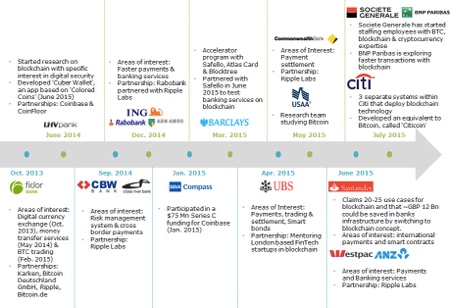 SOCIETE
GENERALE
BNP PARIBAS
• Societe Generale has started
staffing employees with BTC,
blockchain & cryptocurrency
expertise
• BNP Paribas is exploring
faster transactions with
blockchain
citi
• 3 separate systems within
Citi that deploy blockchain
technology
• Developed an equivalent to
Bitcoin, called 'Citicoin'
July 2015
CommonwealthBank
• Areas of Interest:
Payment
settlement
• Partnership:
Ripple Labs
USAA
• Research team
studying Bitcoin
May 2015
• Accelerator
program with
Safello, Atlas Card
& Blocktree
• Partnered with
Safello in June
2015 to test
banking services on
blockchain
BARCLAYS
Mar. 2015
• Areas of interest:
Faster payments &
banking services
• Partnership: Rabobank
partnered with Ripple
Labs
ING
Rabobank
ABN·AMRO
Dec. 2014
• Started research on
blockchain with specific
interest in digital security
• Developed 'Cuber Wallet',
an app based on 'Colored
Coins' (June 2015)
• Partnerships: Coinbase &
CoinFloor
LHVpank
June 2014
Oct. 2013
fidor
BANK
• Areas of interest:
Digital currency
exchange (Oct.
2013), money
transfer services
(May 2014) &
BTC trading
(Feb. 2015)
• Partnerships:
Karken, Bitcoin
Deutschland
GmbH, Ripple,
Bitcoin.de
Sep. 2014
CBW
BANK
cross river bank
• Areas of interest:
Risk management
system & cross
border payments
• Partnership:
Ripple Labs
Jan. 2015
BBVA Compass
• Participated in a
$75 Mn Series C
funding for Coinbase
(Jan. 2015)
Apr. 2015
UBS
• Areas of Interest:
Payments, trading &
settlement, Smart
bonds
• Partnership: Mentoring
London based FinTech
startups in blockchain
June 2015
Santander
• Claims 20-25 use cases for
blockchain and that ~GBP 12 Bn
could be saved in banks
infrastructure by switching to
blockchain concept.
• Areas of interest: international
payments and smart contracts
Westpac
ANZ
• Areas of interest: Payments
and Banking services
• Partnership: Ripple Labs